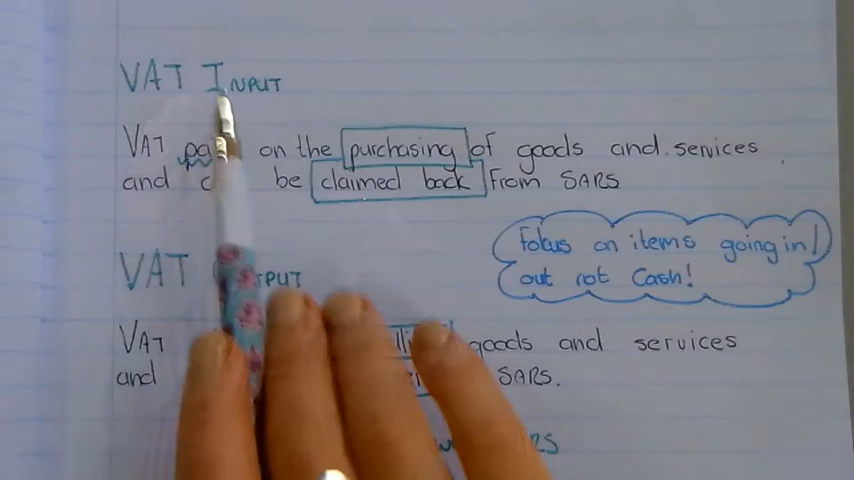 VAT INPUT
VAT on the purchasing of goods and services
and be claimed back from SARS
fokus on items going in/
out not cash!
VAT
VAT goods and services
and SARS.